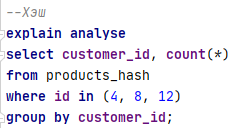 --Хэш
explain analyse
select customer_id, count(*)
from products_hash
where id in (4, 8, 12)
group by customer_id;